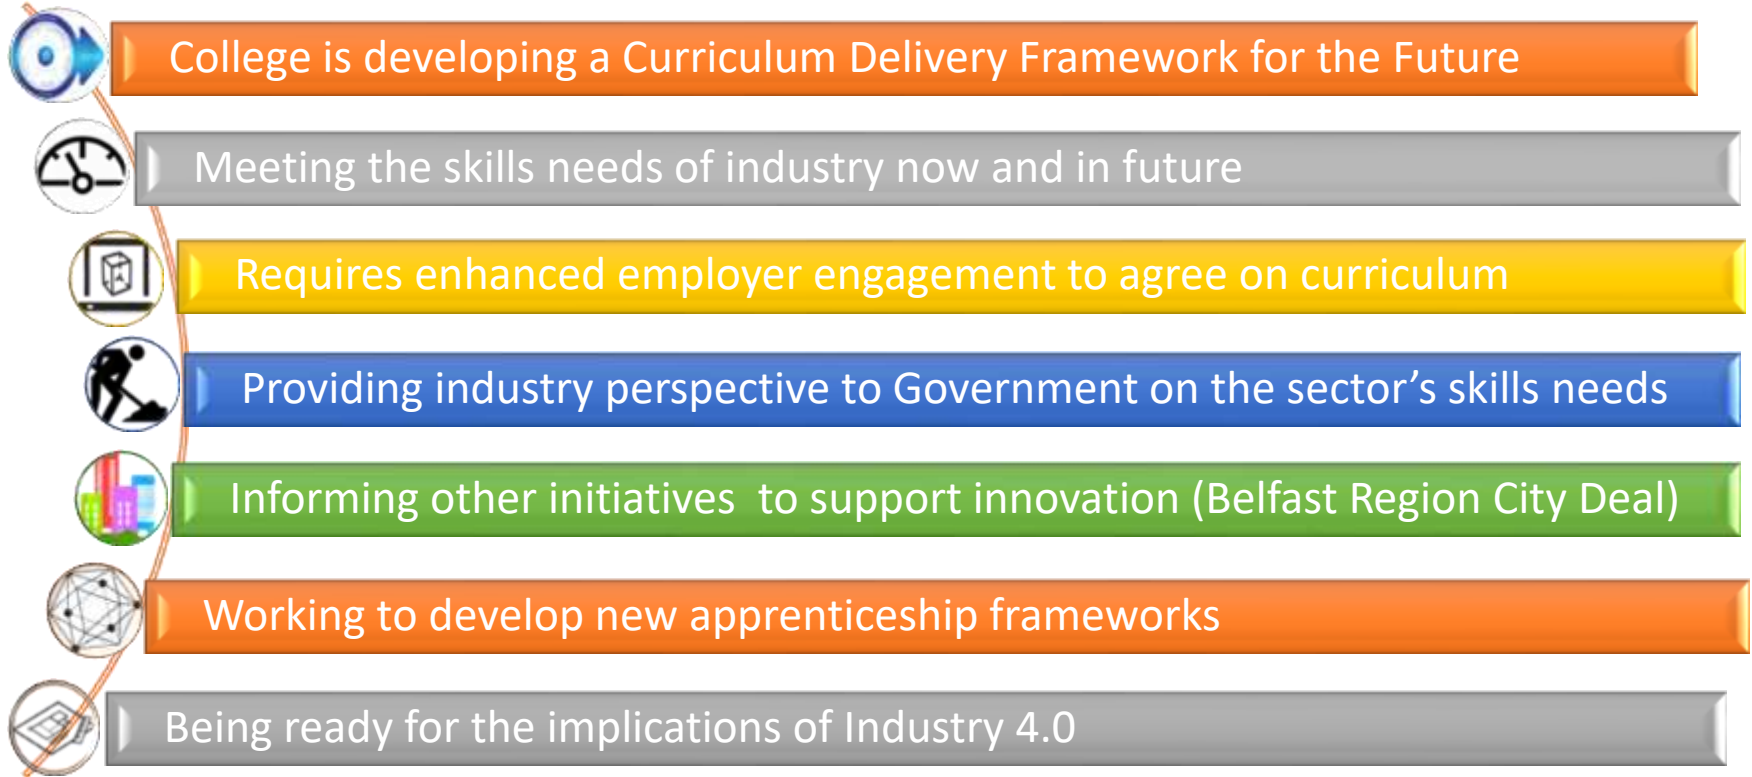 College is developing a Curriculum Delivery Framework for the Future
Meeting the skills needs of industry now and in future
Requires enhanced employer engagement to agree on curriculum
Providing industry perspective to Government on the sector’s skills needs
Informing other initiatives  to support innovation (Belfast Region City Deal)
Working to develop new apprenticeship frameworks
Being ready for the implications of Industry 4.0